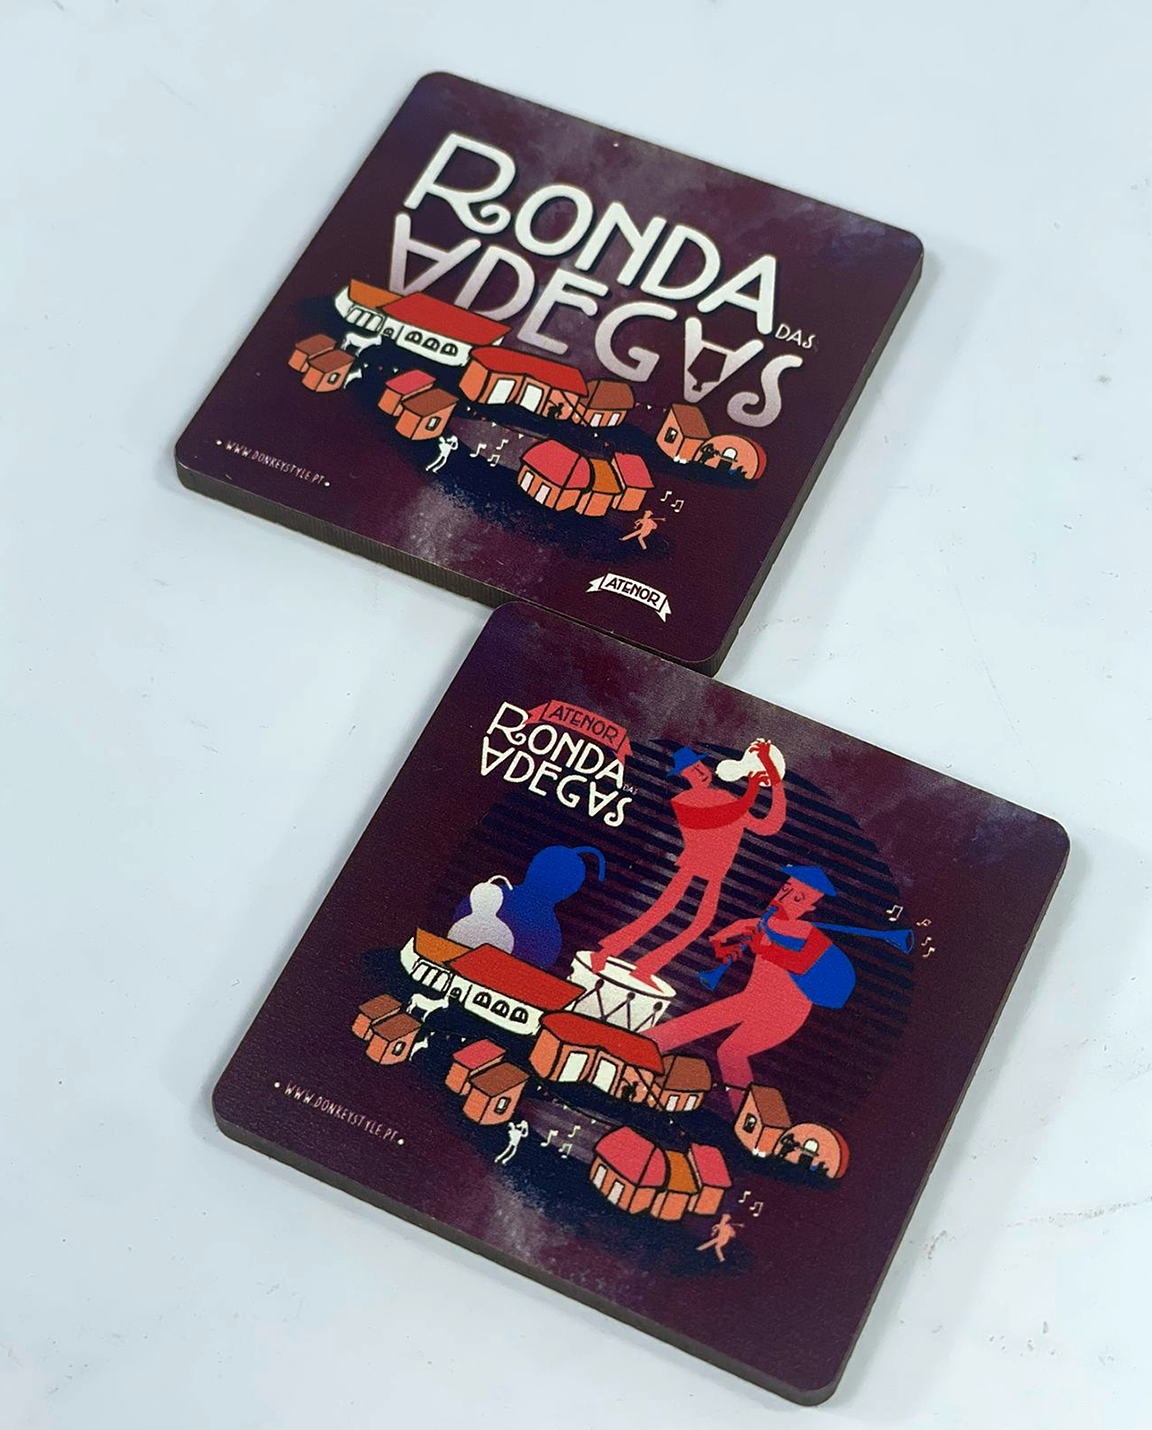 RONDA
DAS
ADEGAS
• WWW.DONKEYSTYLE.PT •
ATENOR
ATENOR
RONDA
DAS
ADEGAS
• WWW.DONKEYSTYLE.PT •